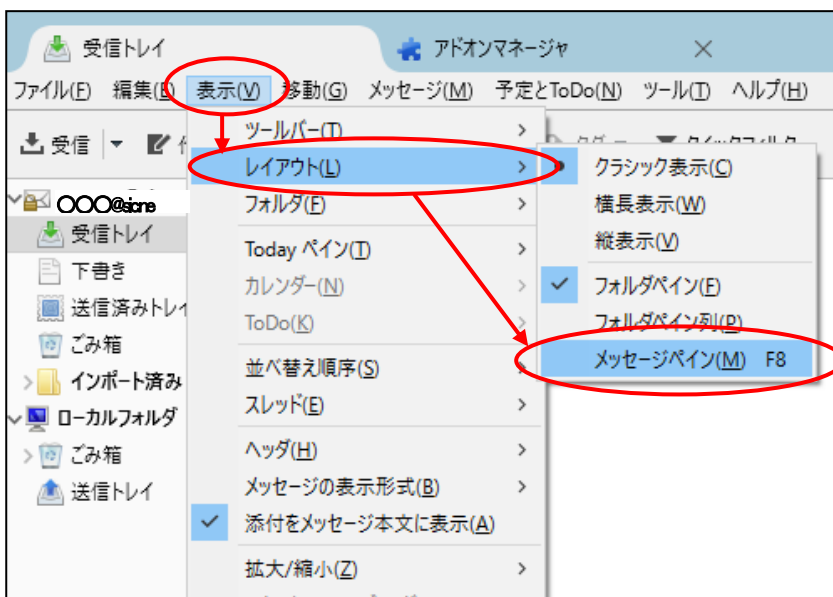 受信トレイ
アドオンマネージャ
ファイル(F) 編集(E) 表示(V) 移動(G) メッセージ(M) 予定とToDo(N) ツール(T) ヘルプ(H)
受信
ツールバー(T)
レイアウト(L)
フォルダ(F)
Today ペイン(T)
カレンダー(N)
ToDo(K)
並べ替え順序(S)
スレッド(E)
ヘッダ(H)
メッセージの表示形式(B)
添付をメッセージ本文に表示(A)
拡大/縮小(Z)
クラシック表示(C)
横長表示(W)
縦表示(V)
フォルダペイン(F)
フォルダペイン列(P)
メッセージペイン(M) F8
〇〇〇@sicne
受信トレイ
下書き
送信済みトレイ
ごみ箱
インポート済み
ローカルフォルダ
ごみ箱
送信トレイ